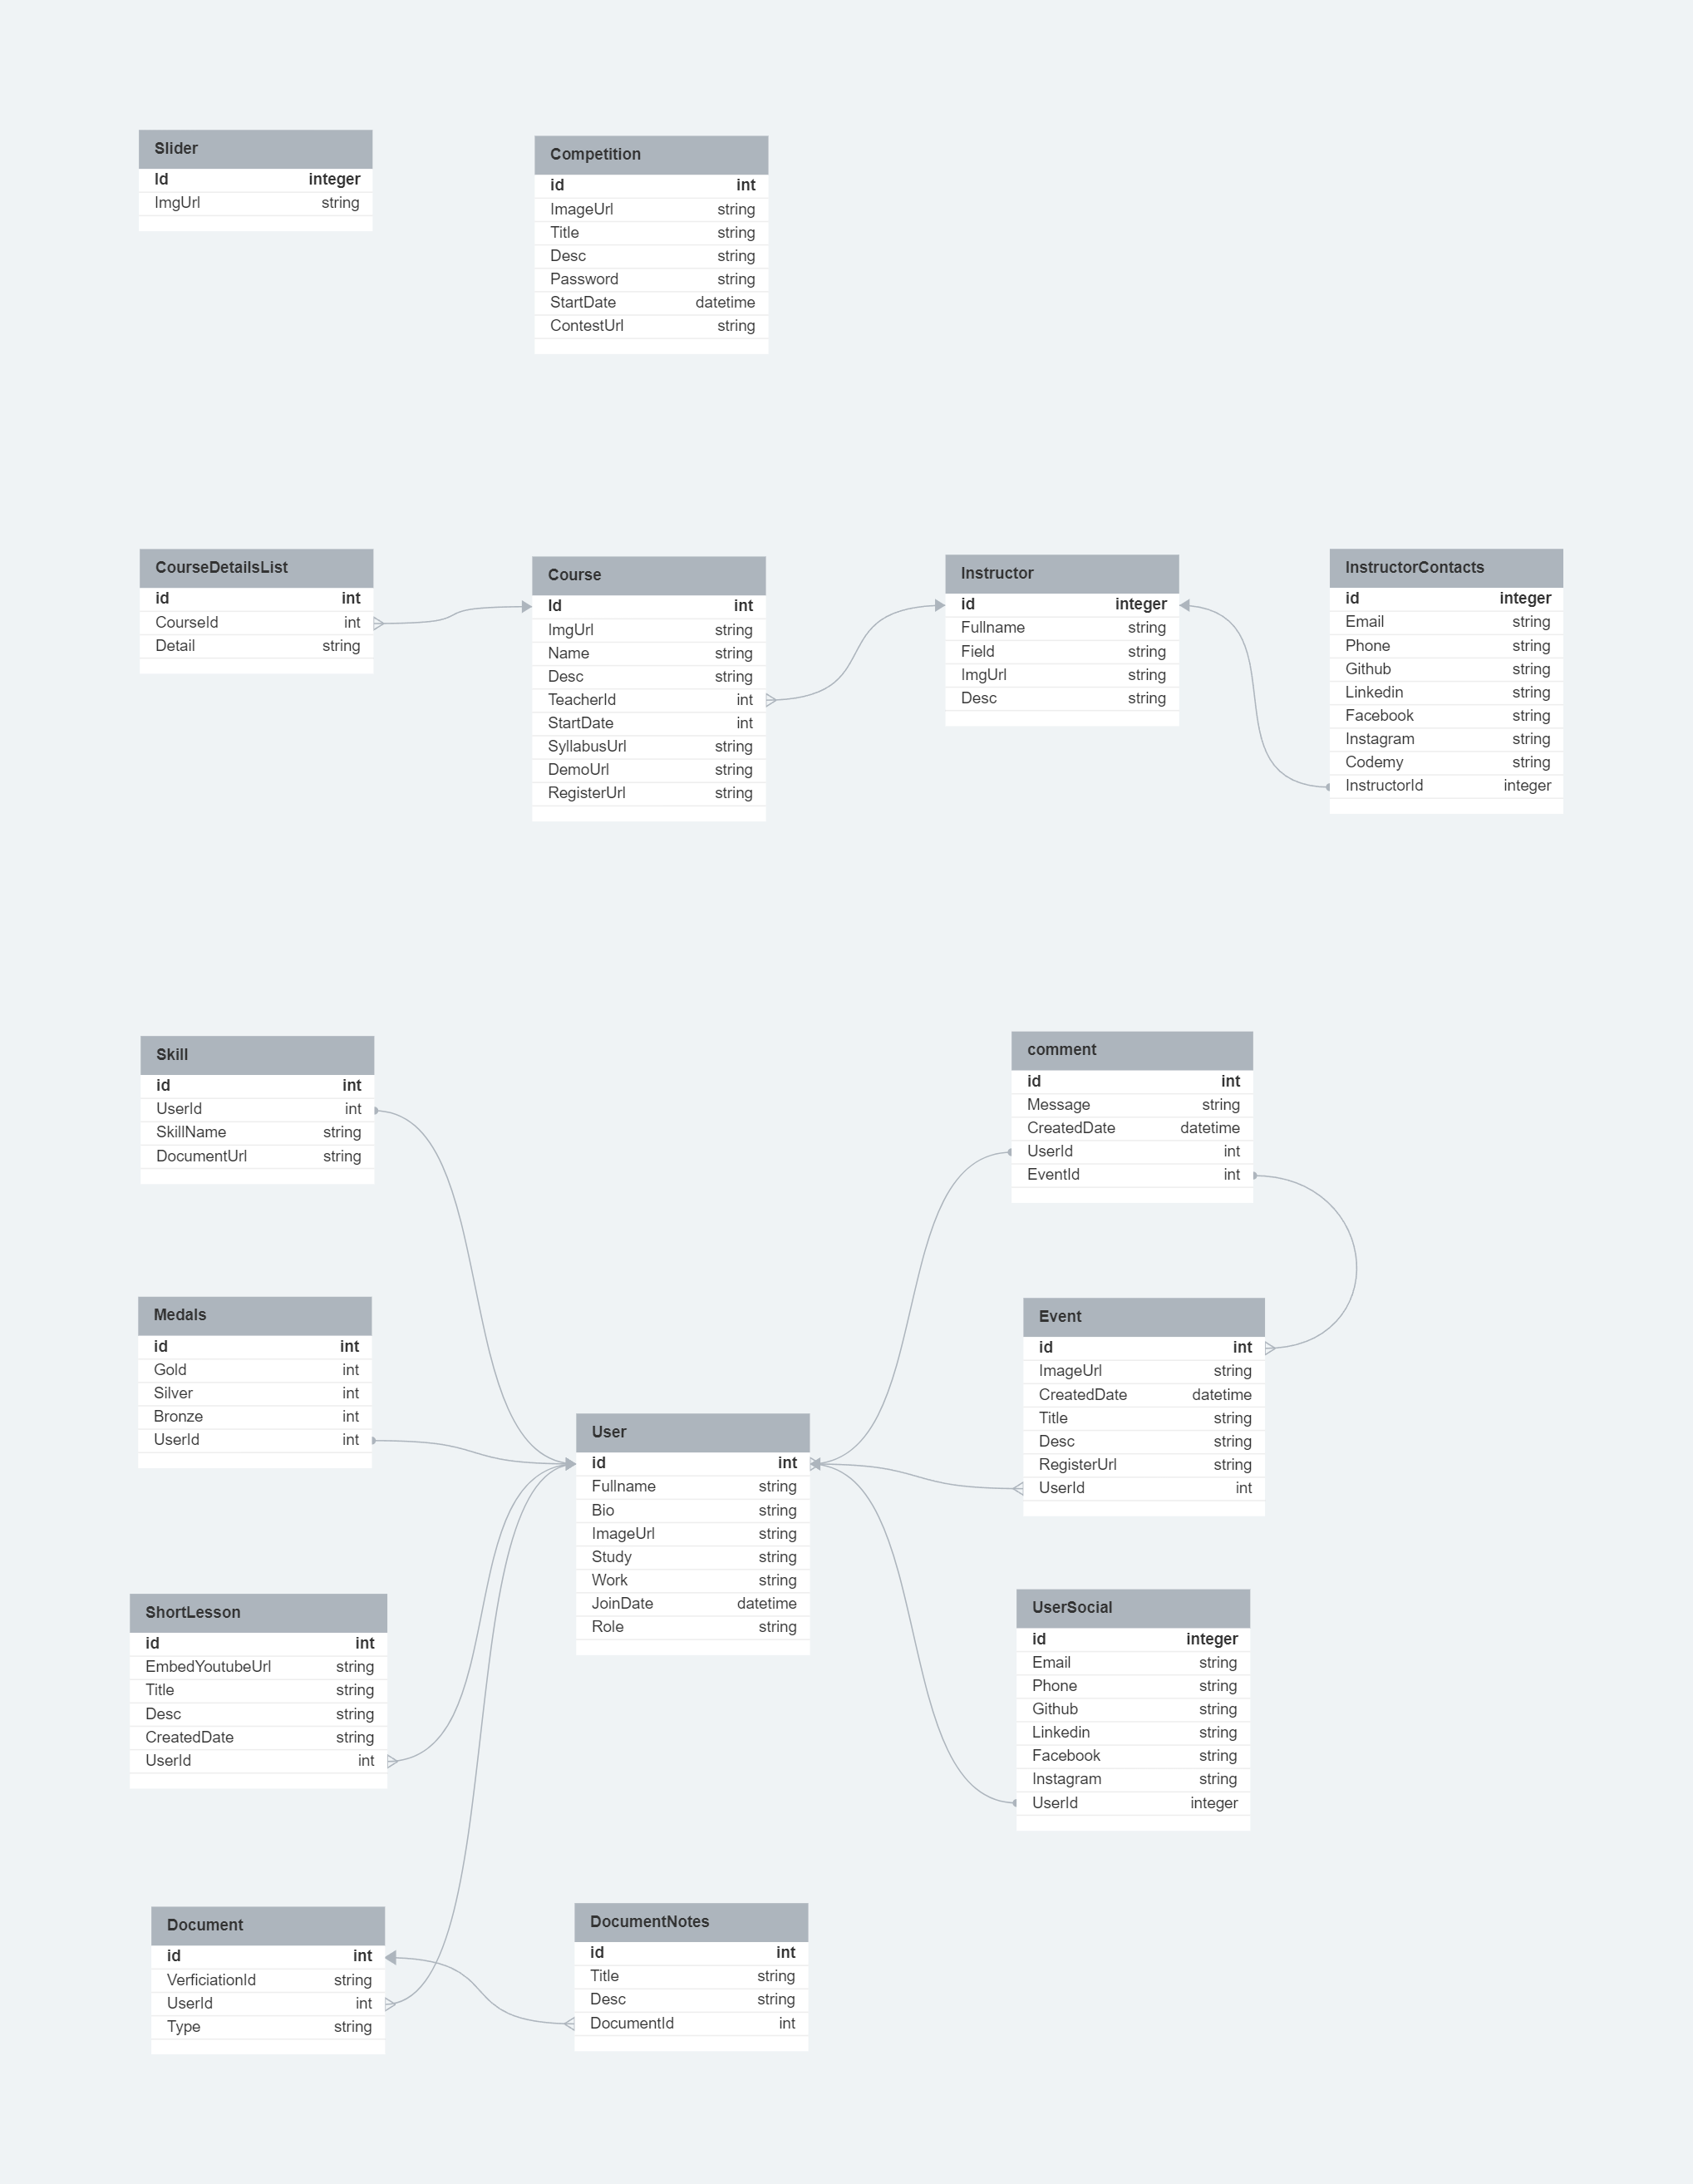 Slider
Id integer
ImgUrl string
Competition
id int
ImageUrl string
Title string
Desc string
Password string
StartDate datetime
ContestUrl string
CourseDetailsList
id int
CourseId int
Detail string
Course
Id int
ImgUrl string
Name string
Desc string
TeacherId int
StartDate int
SyllabusUrl string
DemoUrl string
RegisterUrl string
Instructor
id integer
Fullname string
Field string
ImgUrl string
Desc string
InstructorContacts
id integer
Email string
Phone string
Github string
Linkedin string
Facebook string
Instagram string
Codemy string
InstructorId integer
Skill
id int
UserId int
SkillName string
DocumentUrl string
comment
id int
Message string
CreatedDate datetime
UserId int
EventId int
Medals
id int
Gold int
Silver int
Bronze int
UserId int
Event
id int
ImageUrl string
CreatedDate datetime
Title string
Desc string
RegisterUrl string
UserId int
User
id int
Fullname string
Bio string
ImageUrl string
Study string
Work string
JoinDate datetime
Role string
ShortLesson
id int
EmbedYoutubeUrl string
Title string
Desc string
CreatedDate string
UserId int
UserSocial
id integer
Email string
Phone string
Github string
Linkedin string
Facebook string
Instagram string
UserId integer
Document
id int
VerficiationId string
UserId int
Type string
DocumentNotes
id int
Title string
Desc string
DocumentId int